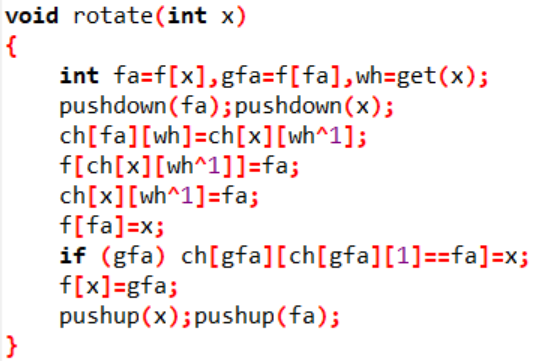 void rotate(int x)
{
    int fa=f[x],gfa=f[fa],wh=get(x);
    pushdown(fa);pushdown(x);
    ch[fa][wh]=ch[x][wh^1];
    f[ch[x][wh^1]]=fa;
    ch[x][wh^1]=fa;
    f[fa]=x;
    if (gfa) ch[gfa][ch[gfa][1]==fa]=x;
    f[x]=gfa;
    pushup(x);pushup(fa);
}